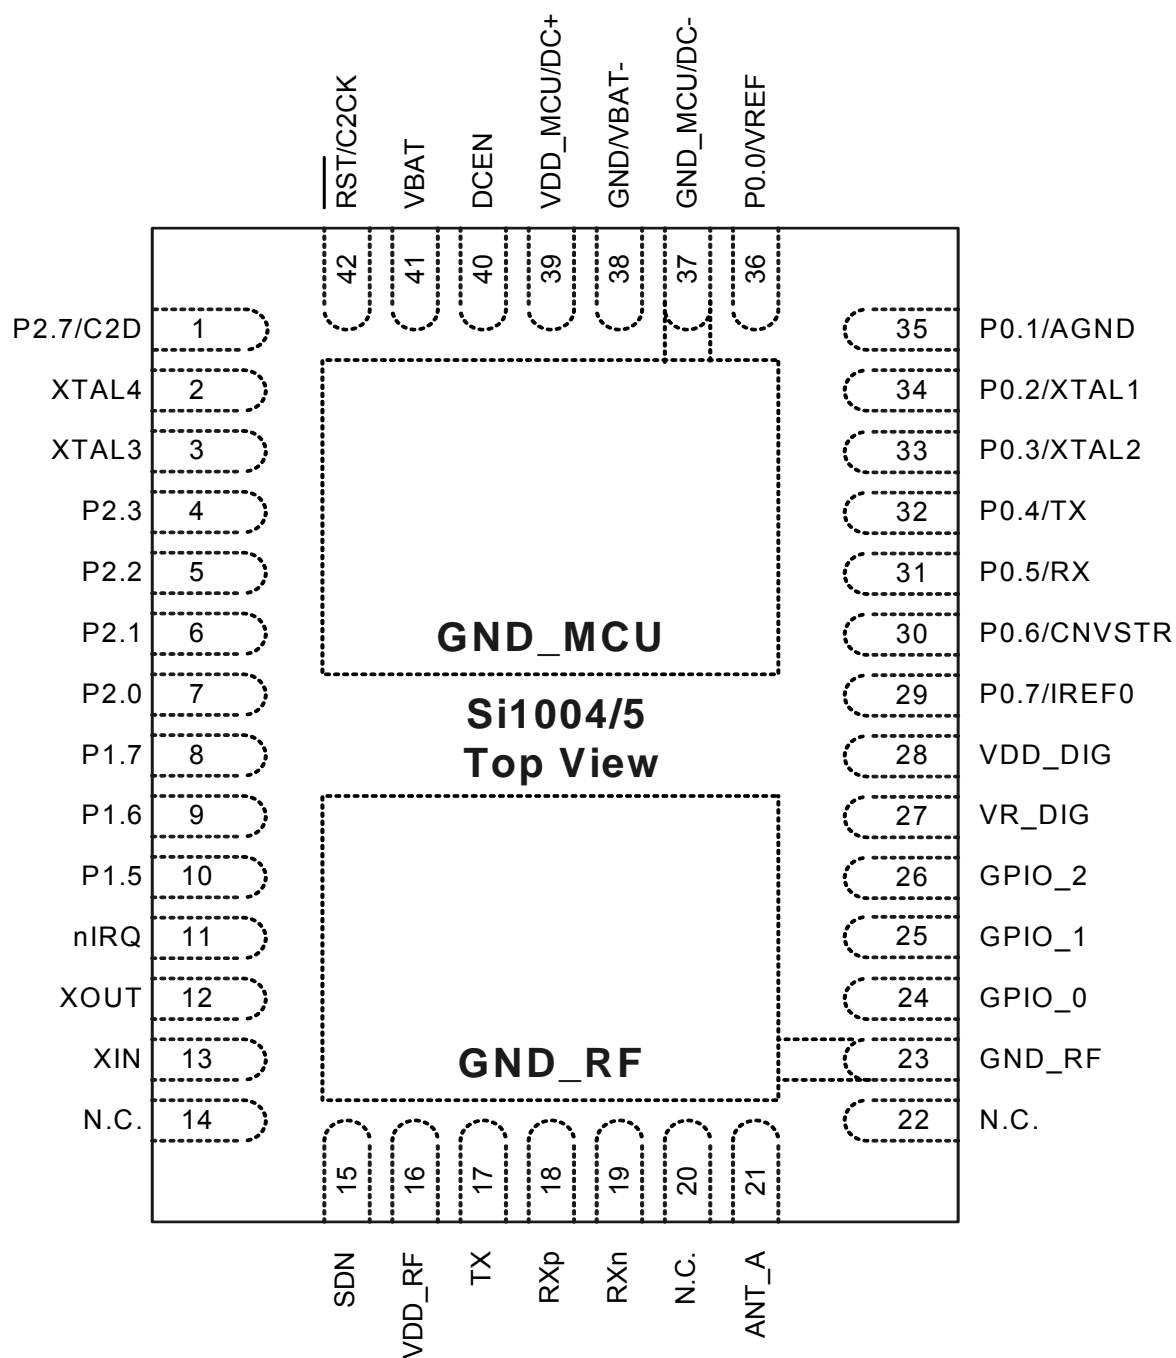 RST/C2CK
VBAT
DCEN
VDD_MCU/DC+
GND/VBAT-
GND_MCU/DC-
P0.0/VREF
42
41
40
39
38
37
36
P2.7/C2D 1
XTAL4 2
XTAL3 3
P2.3 4
P2.2 5
P2.1 6
P2.0 7
P1.7 8
P1.6 9
P1.5 10
nIRQ 11
XOUT 12
XIN 13
N.C. 14
GND_MCU
Si1004/5
Top View
GND_RF
35 P0.1/AGND
34 P0.2/XTAL1
33 P0.3/XTAL2
32 P0.4/TX
31 P0.5/RX
30 P0.6/CNVSTR
29 P0.7/IREF0
28 VDD_DIG
27 VR_DIG
26 GPIO_2
25 GPIO_1
24 GPIO_0
23 GND_RF
22 N.C.
15
16
17
18
19
20
21
SDN
VDD_RF
TX
RXp
RXn
N.C.
ANT_A